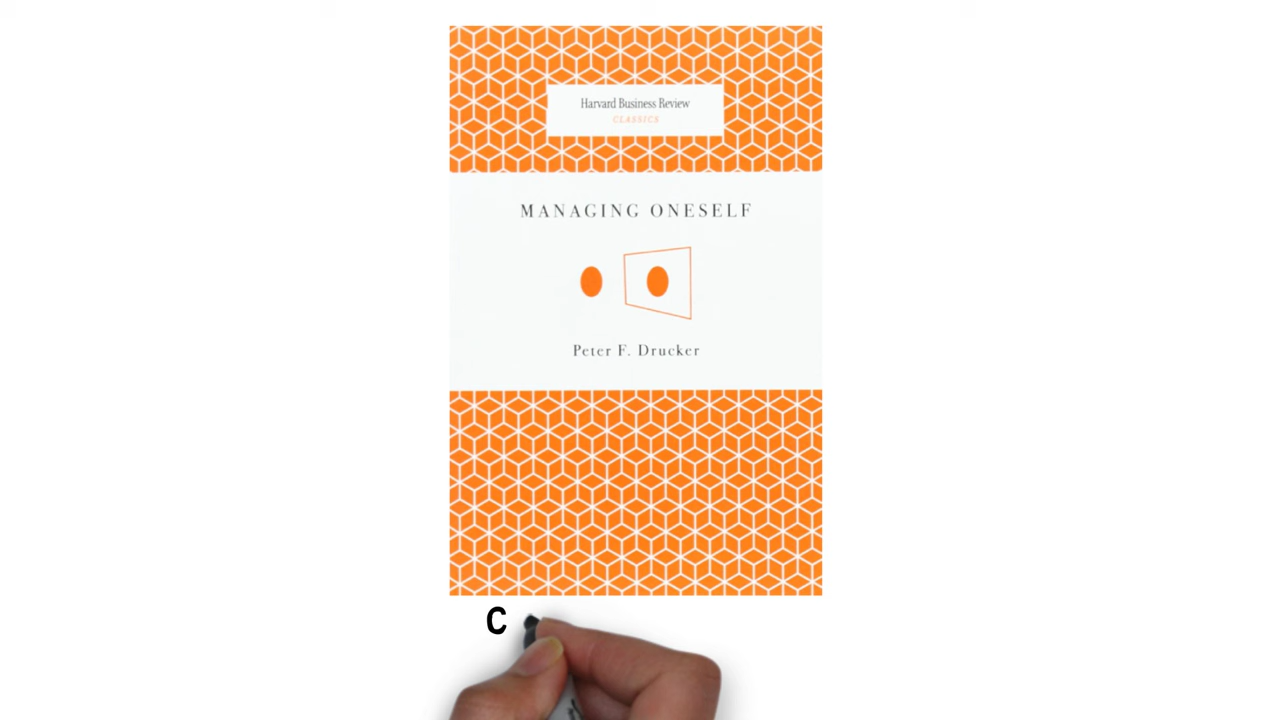 Harvard Business Review
CLASSICS
MANAGING ONESELF
Peter F. Drucker
C